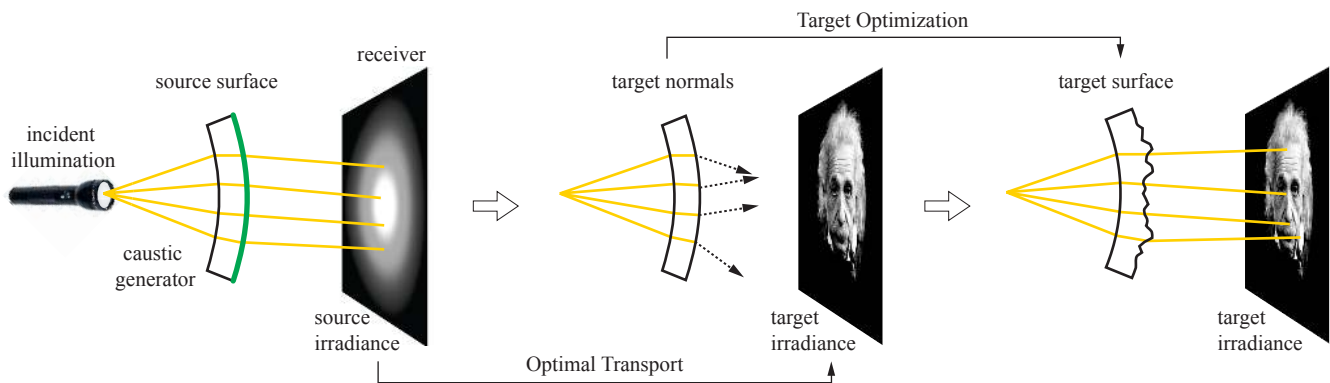 Target Optimization
receiver
source surface
target normals
target surface
incident
illumination
caustic
generator
source
irradiance
target
irradiance
target
irradiance
Optimal Transport